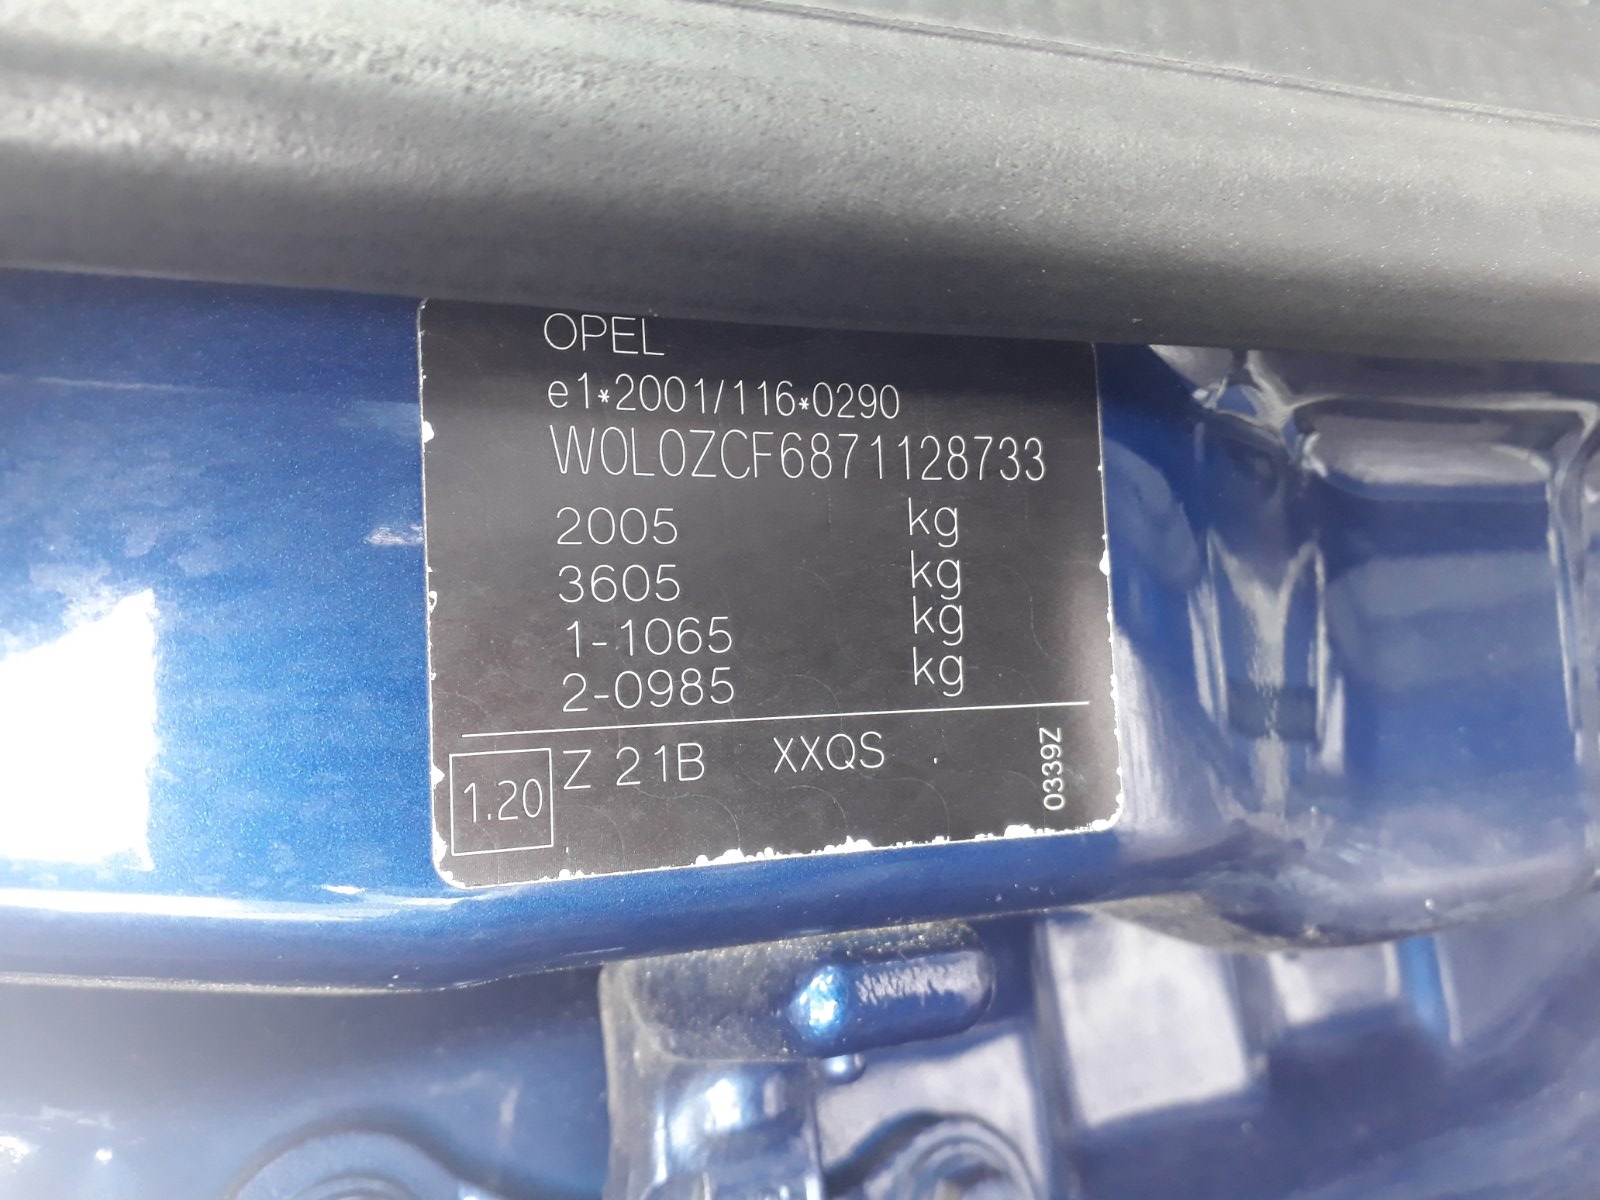 OPEL
e1*2001/116*0290
W0L0ZCF6871128733
2005 kg
3605 kg
1-1065 kg
2-0985 kg
1.20 Z 21B XXQS .
0339Z